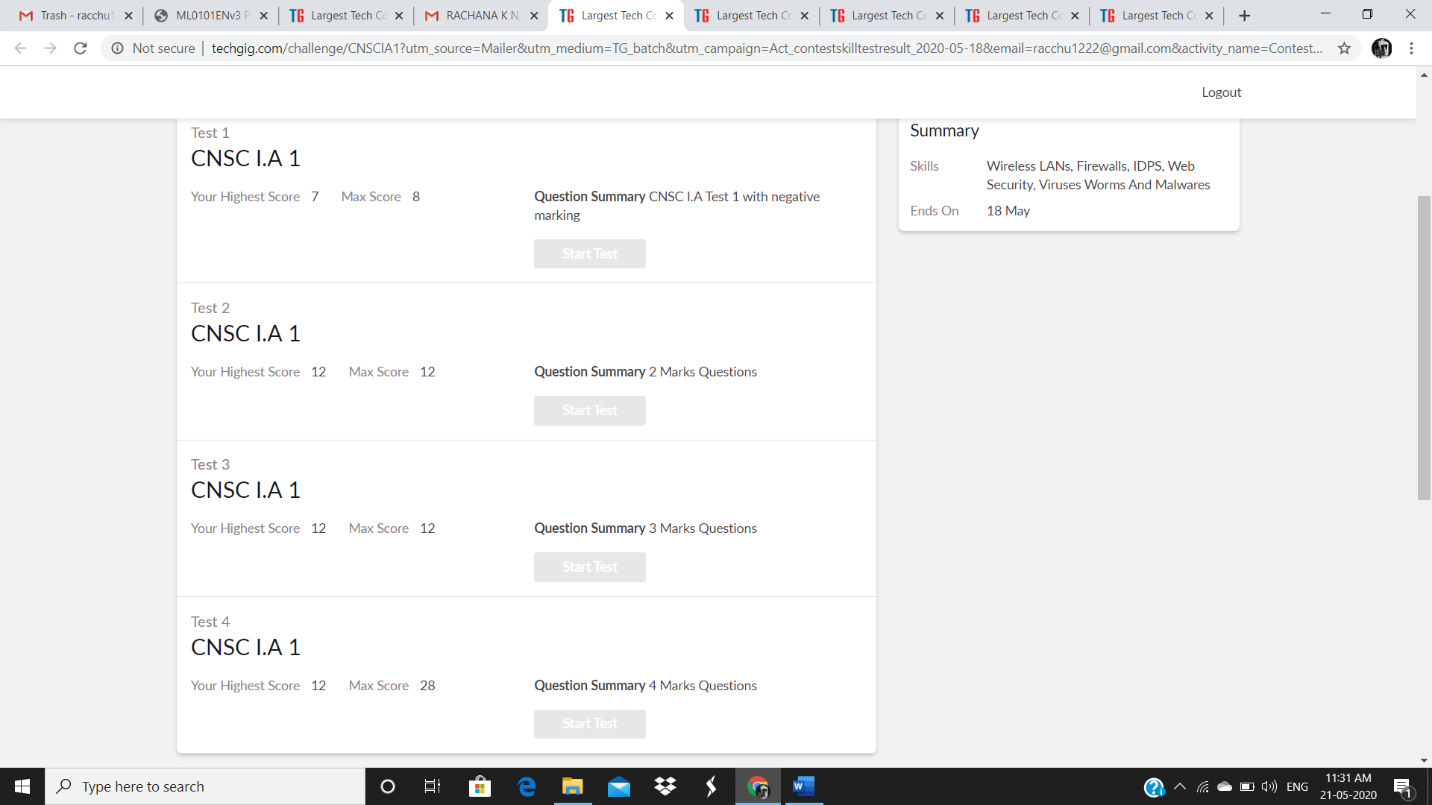 Trash - racchu1
ML0101ENv3 P
Largest Tech Co
RACHANA K N
Largest Tech Co
Largest Tech Co
Largest Tech Co
Largest Tech Co
Largest Tech Co
Not secure | techgig.com/challenge/CNSCIA1?utm_source=Mailer&utm_medium=TG_batch&utm_campaign=Act_contestskilltestresult_2020-05-18&email=racchu1222@gmail.com&activity_name=Contest...
Logout
Test 1
CNSC I.A 1
Your Highest Score 7 Max Score 8
Question Summary CNSC I.A Test 1 with negative
marking
Start Test
Test 2
CNSC I.A 1
Your Highest Score 12 Max Score 12
Question Summary 2 Marks Questions
Start Test
Test 3
CNSC I.A 1
Your Highest Score 12 Max Score 12
Question Summary 3 Marks Questions
Start Test
Test 4
CNSC I.A 1
Your Highest Score 12 Max Score 28
Question Summary 4 Marks Questions
Start Test
Summary
Skills Wireless LANs, Firewalls, IDPS, Web
Security, Viruses Worms And Malwares
Ends On 18 May
Type here to search
ENG
11:31 AM
21-05-2020
1